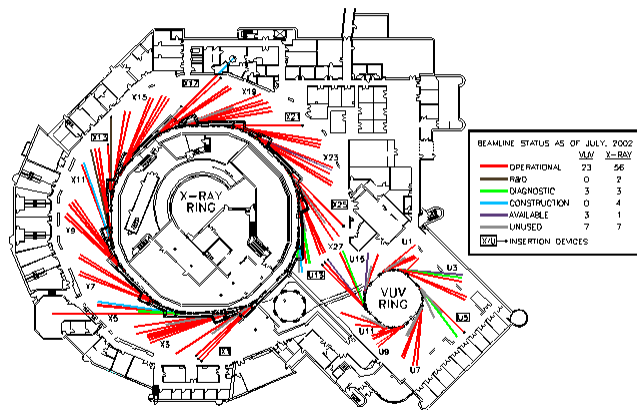 X17
X19
X15
X21
X13
X23
X11
X-RAY
RING
X25
X9
X27
U16
U1
U13
U3
X7
VUV
RING
X5
U5
U11
X3
X1
U9
U7
BEAMLINE STATUS AS OF JULY, 2002
VUV X-RAY
OPERATIONAL 23 56
R&D 0 2
DIAGNOSTIC 3 3
CONSTRUCTION 0 4
AVAILABLE 3 1
UNUSED 7 7
X/U INSERTION DEVICES